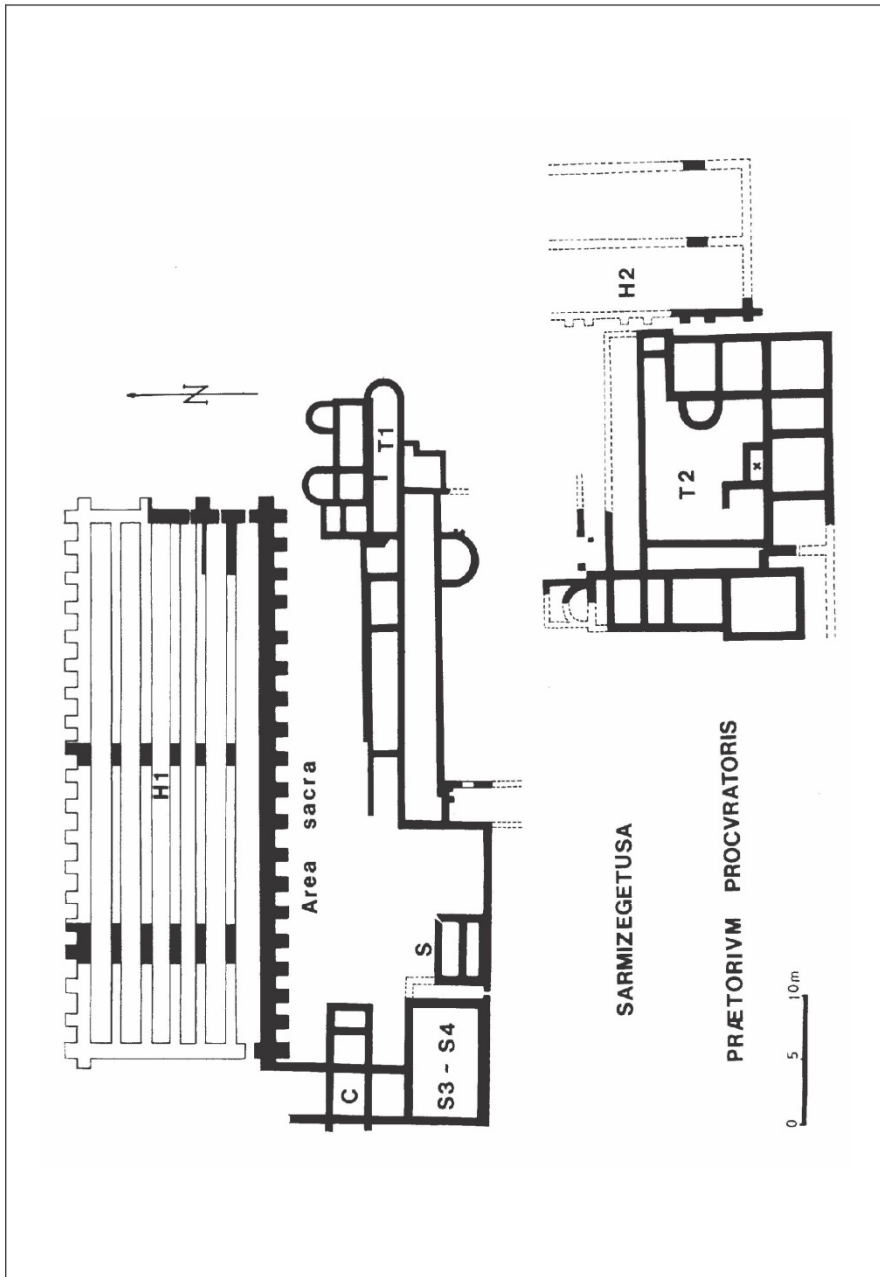 N
H1
Area sacra
T1
H2
T2
x
S
C
S3 - S4
SARMIZEGETUSA
PRÆTORIVM PROCVRATORIS
0 5 10m